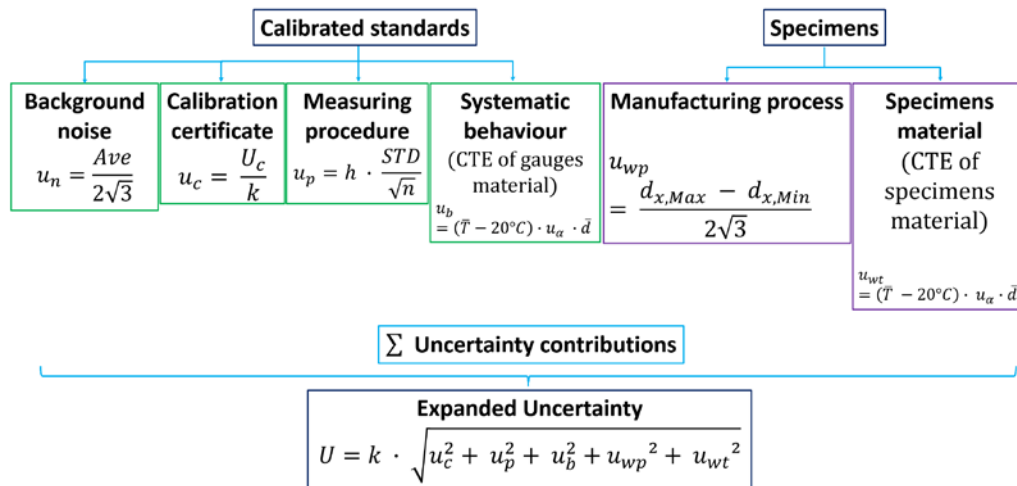 Calibrated standards
Specimens
Background
noise
u_n = Ave / 2√3
Calibration
certificate
u_c = U_c / k
Measuring
procedure
u_p = h · STD / √n
Systematic
behaviour
(CTE of gauges
material)
u_b
= (T̄ − 20°C) · u_α · d̄
Manufacturing process
u_wp
= d_x,Max − d_x,Min / 2√3
Specimens
material
(CTE of
specimens
material)
u_wt
= (T̄ − 20°C) · u_α · d̄
∑ Uncertainty contributions
Expanded Uncertainty
U = k · √(u_c² + u_p² + u_b² + u_wp² + u_wt²)